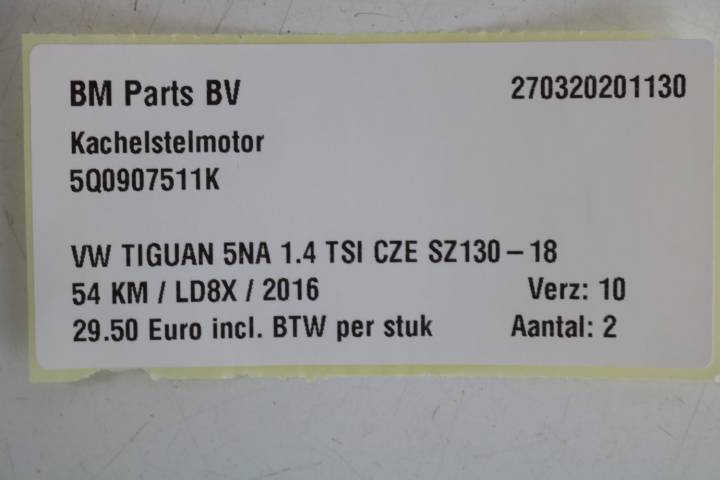 BM Parts BV 270320201130
Kachelstelmotor
5Q0907511K
VW TIGUAN 5NA 1.4 TSI CZE SZ130-18
54 KM / LD8X / 2016 Verz: 10
29.50 Euro incl. BTW per stuk Aantal: 2